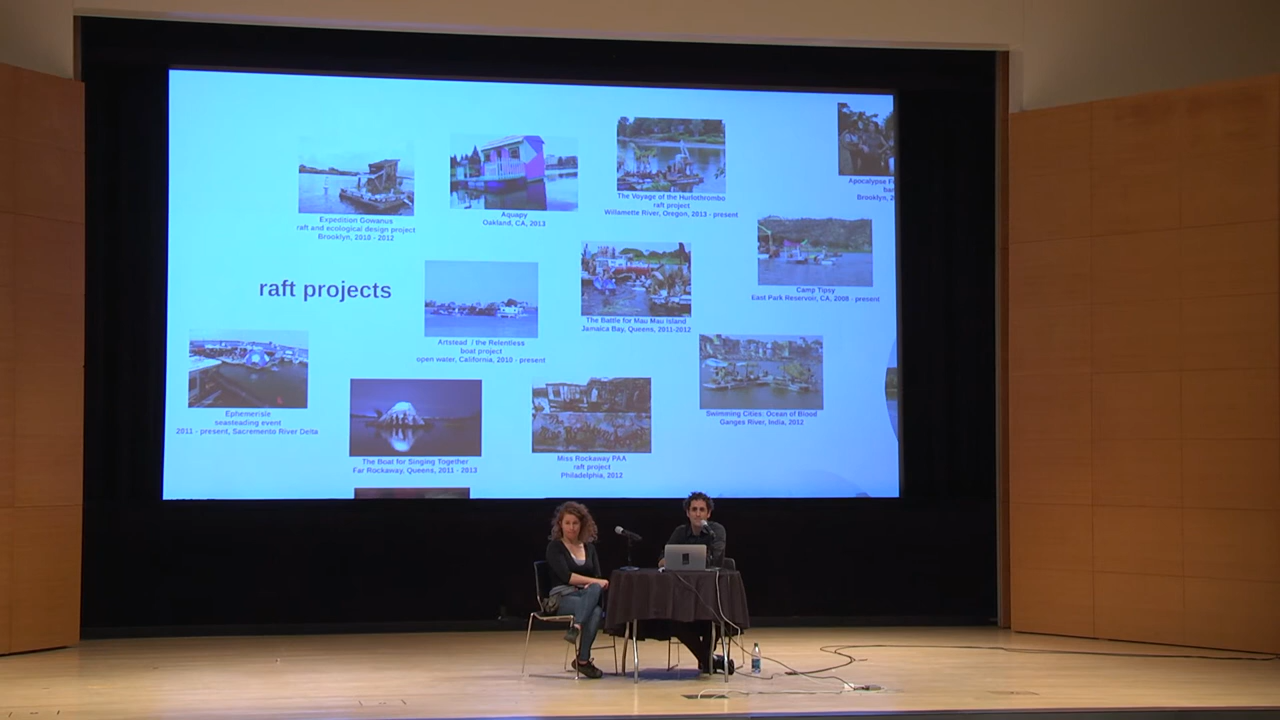 Expedition Gowanus
raft and ecological design project
Brooklyn, 2010 - 2012
Aquapy
Oakland, CA, 2013
The Voyage of the Hurlothrombo
raft project
Willamette River, Oregon, 2013 - present
Apocalypse
Brooklyn,
raft projects
Artstead / the Relentless
boat project
open water, California, 2010 - present
The Battle for Mau Mau Island
Jamaica Bay, Queens, 2011-2012
Camp Tipsy
East Park Reservoir, CA, 2008 - present
Ephemerisle
seasteading event
2011 - present, Sacramento River Delta
The Boat for Singing Together
Far Rockaway, Queens, 2011 - 2013
Miss Rockaway PAA
raft project
Philadelphia, 2012
Swimming Cities: Ocean of Blood
Ganges River, India, 2012